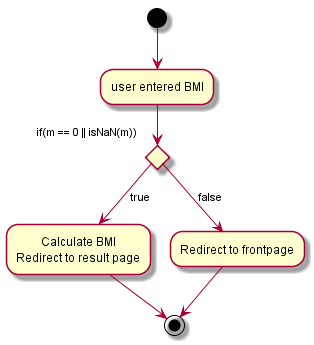 user entered BMI
if(m == 0 || isNaN(m))
true
false
Calculate BMI
Redirect to result page
Redirect to frontpage